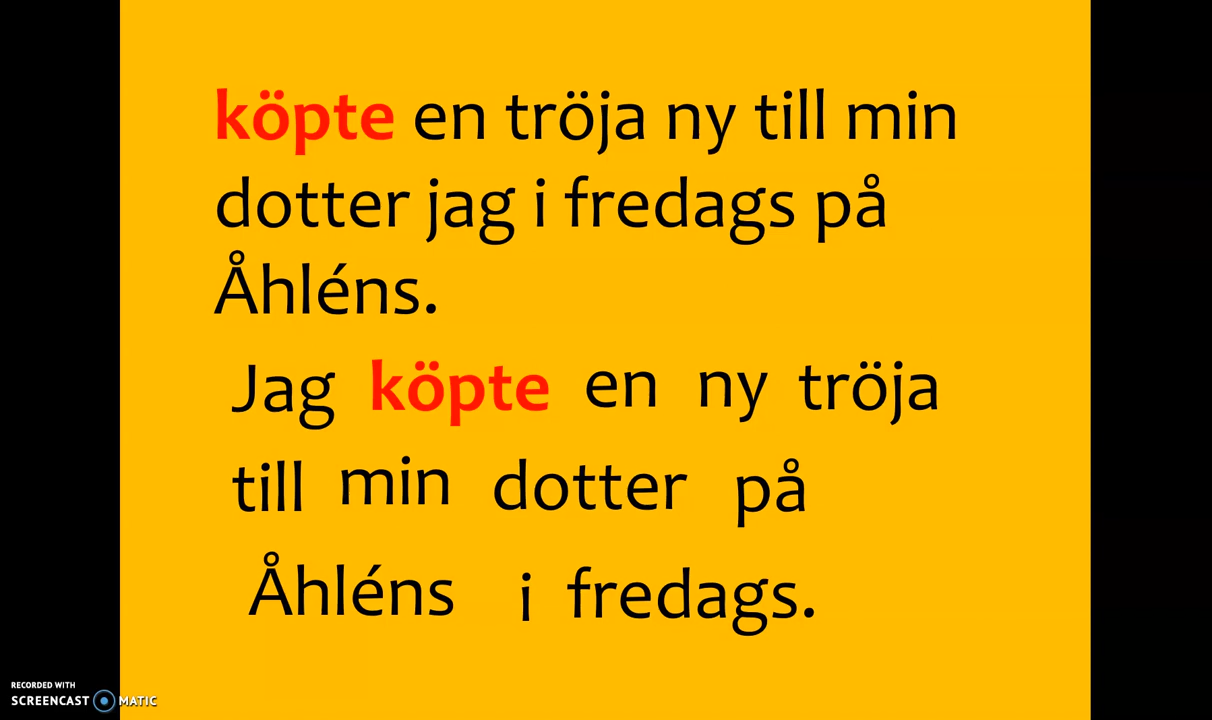 köpte en tröja ny till min
dotter jag i fredags på
Åhléns.
Jag köpte en ny tröja
till min dotter på
Åhléns i fredags.
RECORDED WITH
SCREENCAST MATIC